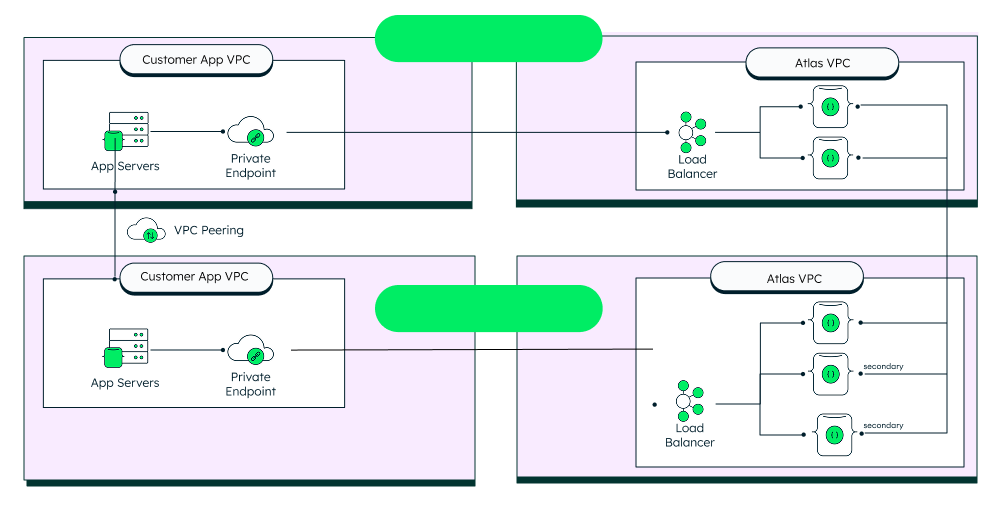 Customer App VPC
Atlas VPC
App Servers
Private
Endpoint
Load
Balancer
VPC Peering
Customer App VPC
Atlas VPC
App Servers
Private
Endpoint
secondary
secondary
Load
Balancer